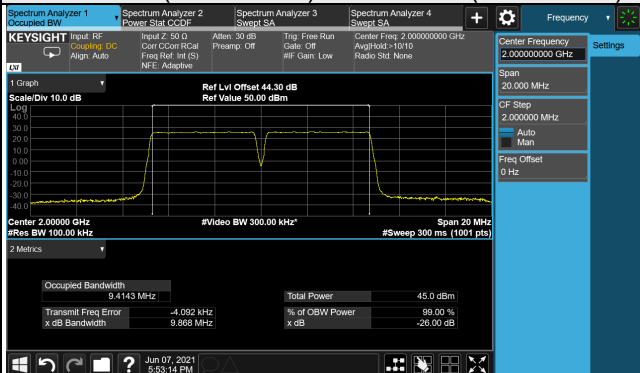 Spectrum Analyzer 1
Occupied BW
Spectrum Analyzer 2
Power Stat CCDF
Spectrum Analyzer 3
Swept SA
Spectrum Analyzer 4
Swept SA
+
Frequency
KEYSIGHT
Input: RF
Coupling: DC
Align: Auto
Input Z: 50 Ω
Corr CCorr RCal
Freq Ref: Int (S)
NFE: Adaptive
Atten: 30 dB
Preamp: Off
Trig: Free Run
Gate: Off
#IF Gain: Low
Center Freq: 2.000000000 GHz
Avg|Hold:>10/10
Radio Std: None
LXI
Center Frequency
2.000000000 GHz
Settings
Span
20.000 MHz
CF Step
2.000000 MHz
Auto
Man
Freq Offset
0 Hz
1 Graph
Scale/Div 10.0 dB
Ref Lvl Offset 44.30 dB
Ref Value 50.00 dBm
Log
40.0
30.0
20.0
10.0
0.00
-10.0
-20.0
-30.0
-40.0
Center 2.00000 GHz
#Res BW 100.00 kHz
#Video BW 300.00 kHz*
Span 20 MHz
#Sweep 300 ms (1001 pts)
2 Metrics
Occupied Bandwidth
9.4143 MHz
Transmit Freq Error -4.092 kHz
x dB Bandwidth 9.868 MHz
Total Power 45.0 dBm
% of OBW Power 99.00 %
x dB -26.00 dB
?
Jun 07, 2021
5:53:14 PM